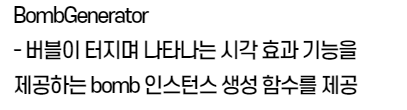 BombGenerator
- 버블이 터지며 나타나는 시각 효과 기능을
제공하는 bomb 인스턴스 생성 함수를 제공